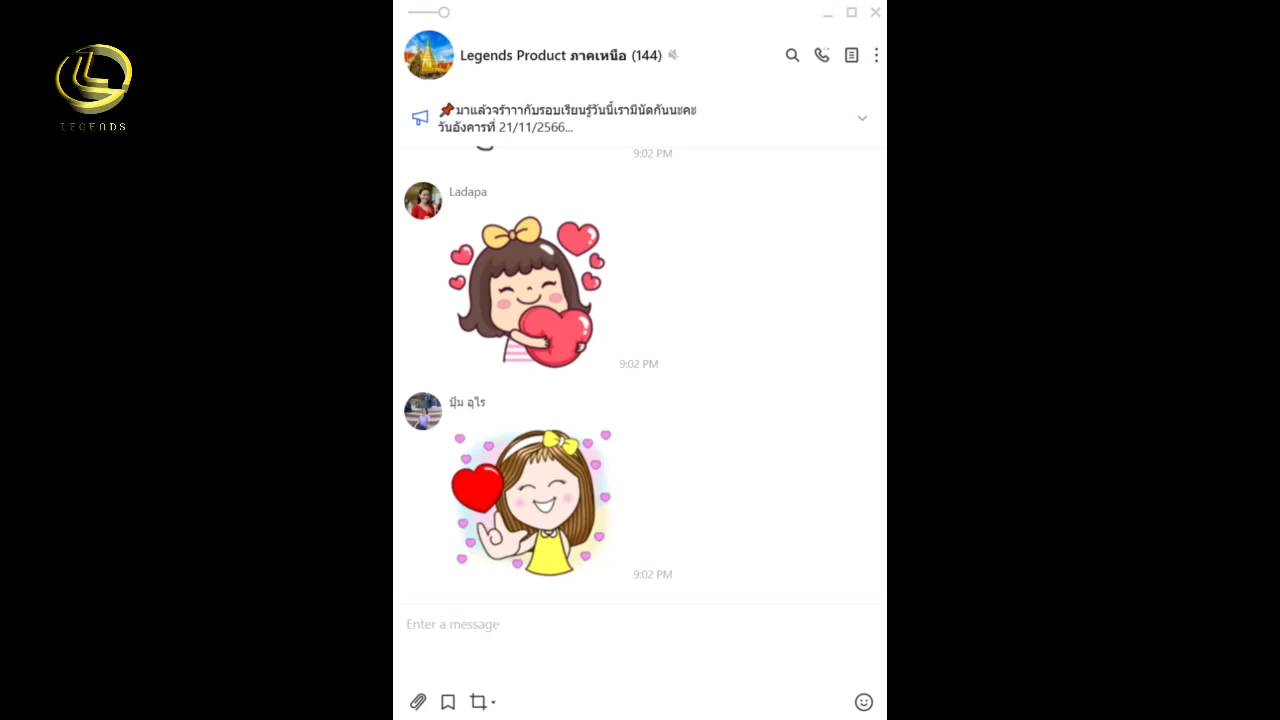 LEGENDS
Legends Product ภาคเหนือ (144)
มาแล้วจร้าาากับรอบเรียนรู้วันนี้เรามีนัดกันนะคะ
วันอังคารที่ 21/11/2566...
9:02 PM
Ladapa
9:02 PM
ปุ้ม อุไร
9:02 PM
Enter a message